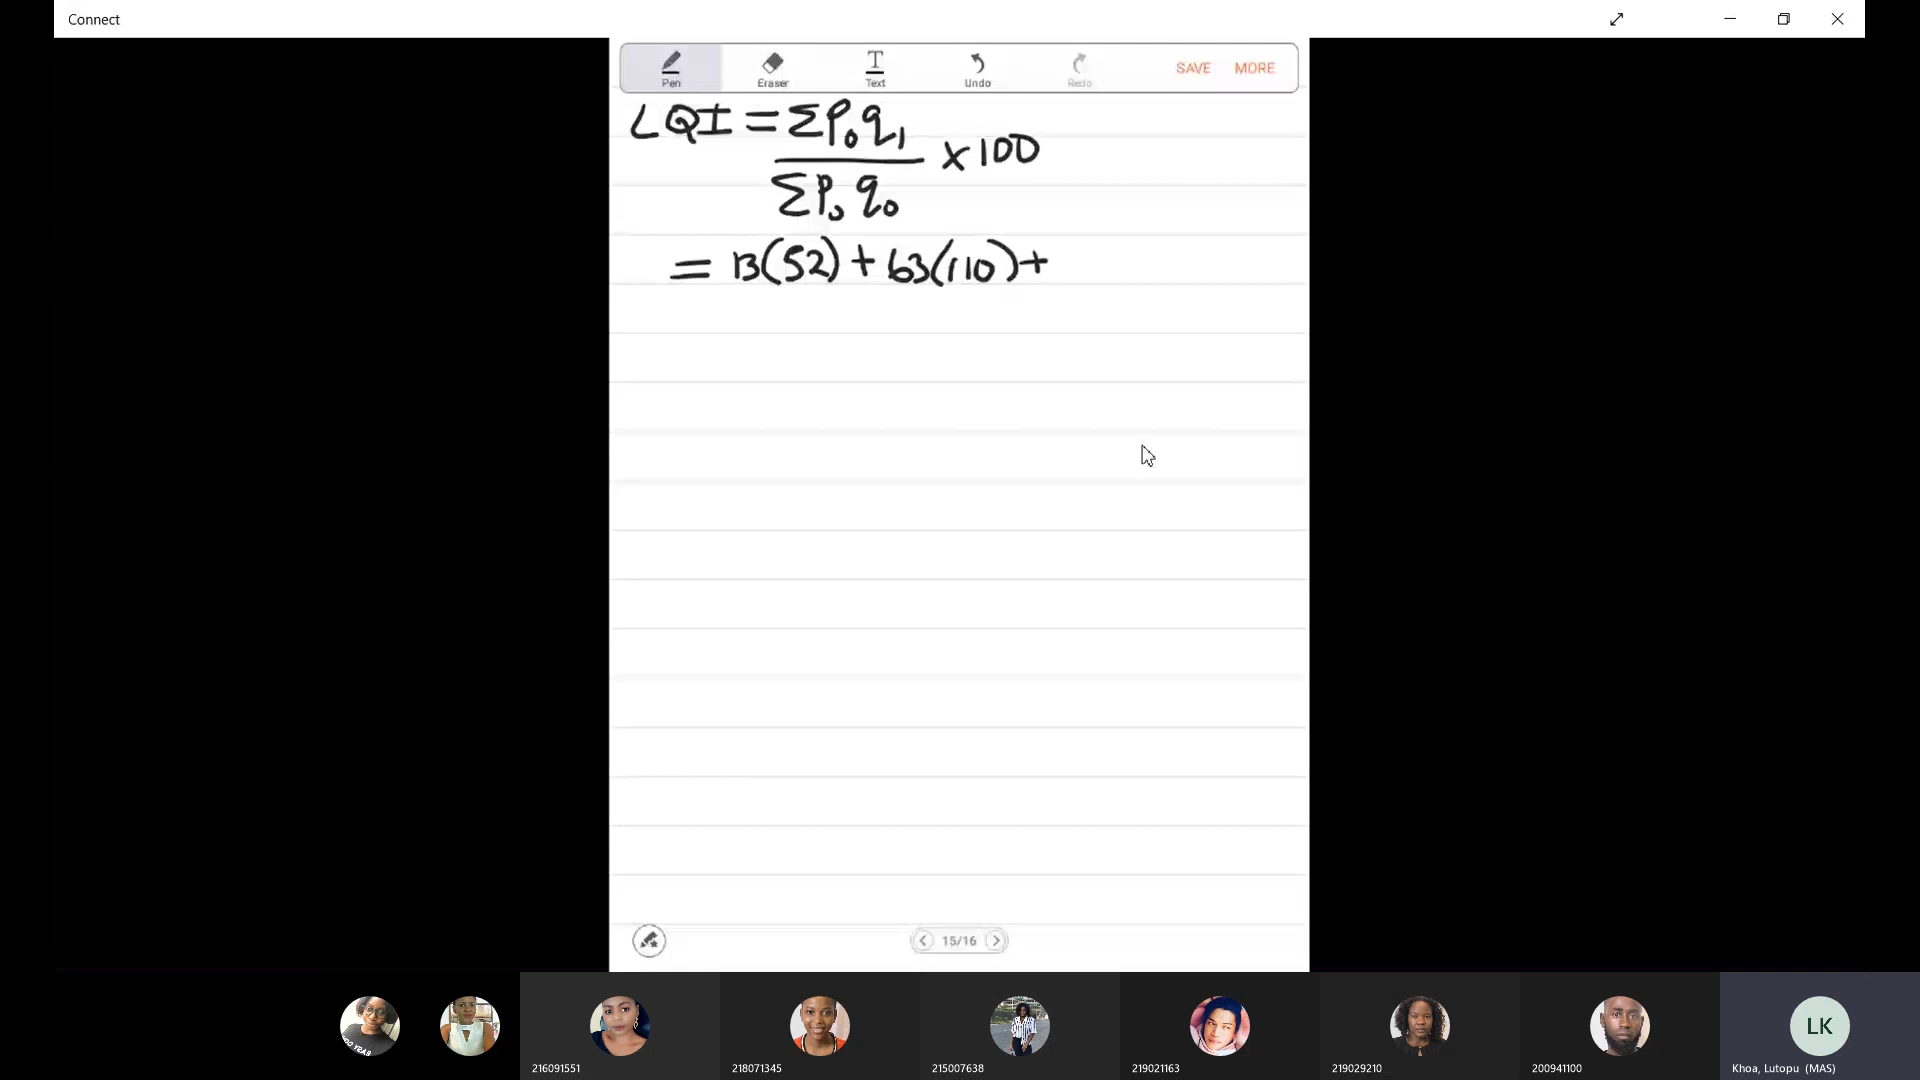 Connect
Pen Eraser Text Undo Redo SAVE MORE
LQI = ΣP₀q₁
× 100
ΣP₀q₀
= 13(52) + 63(110) +
15/16
216091551 218071345 215007638 219021163 219029210 200941100 Khoa, Lutopu (MAS)
LK